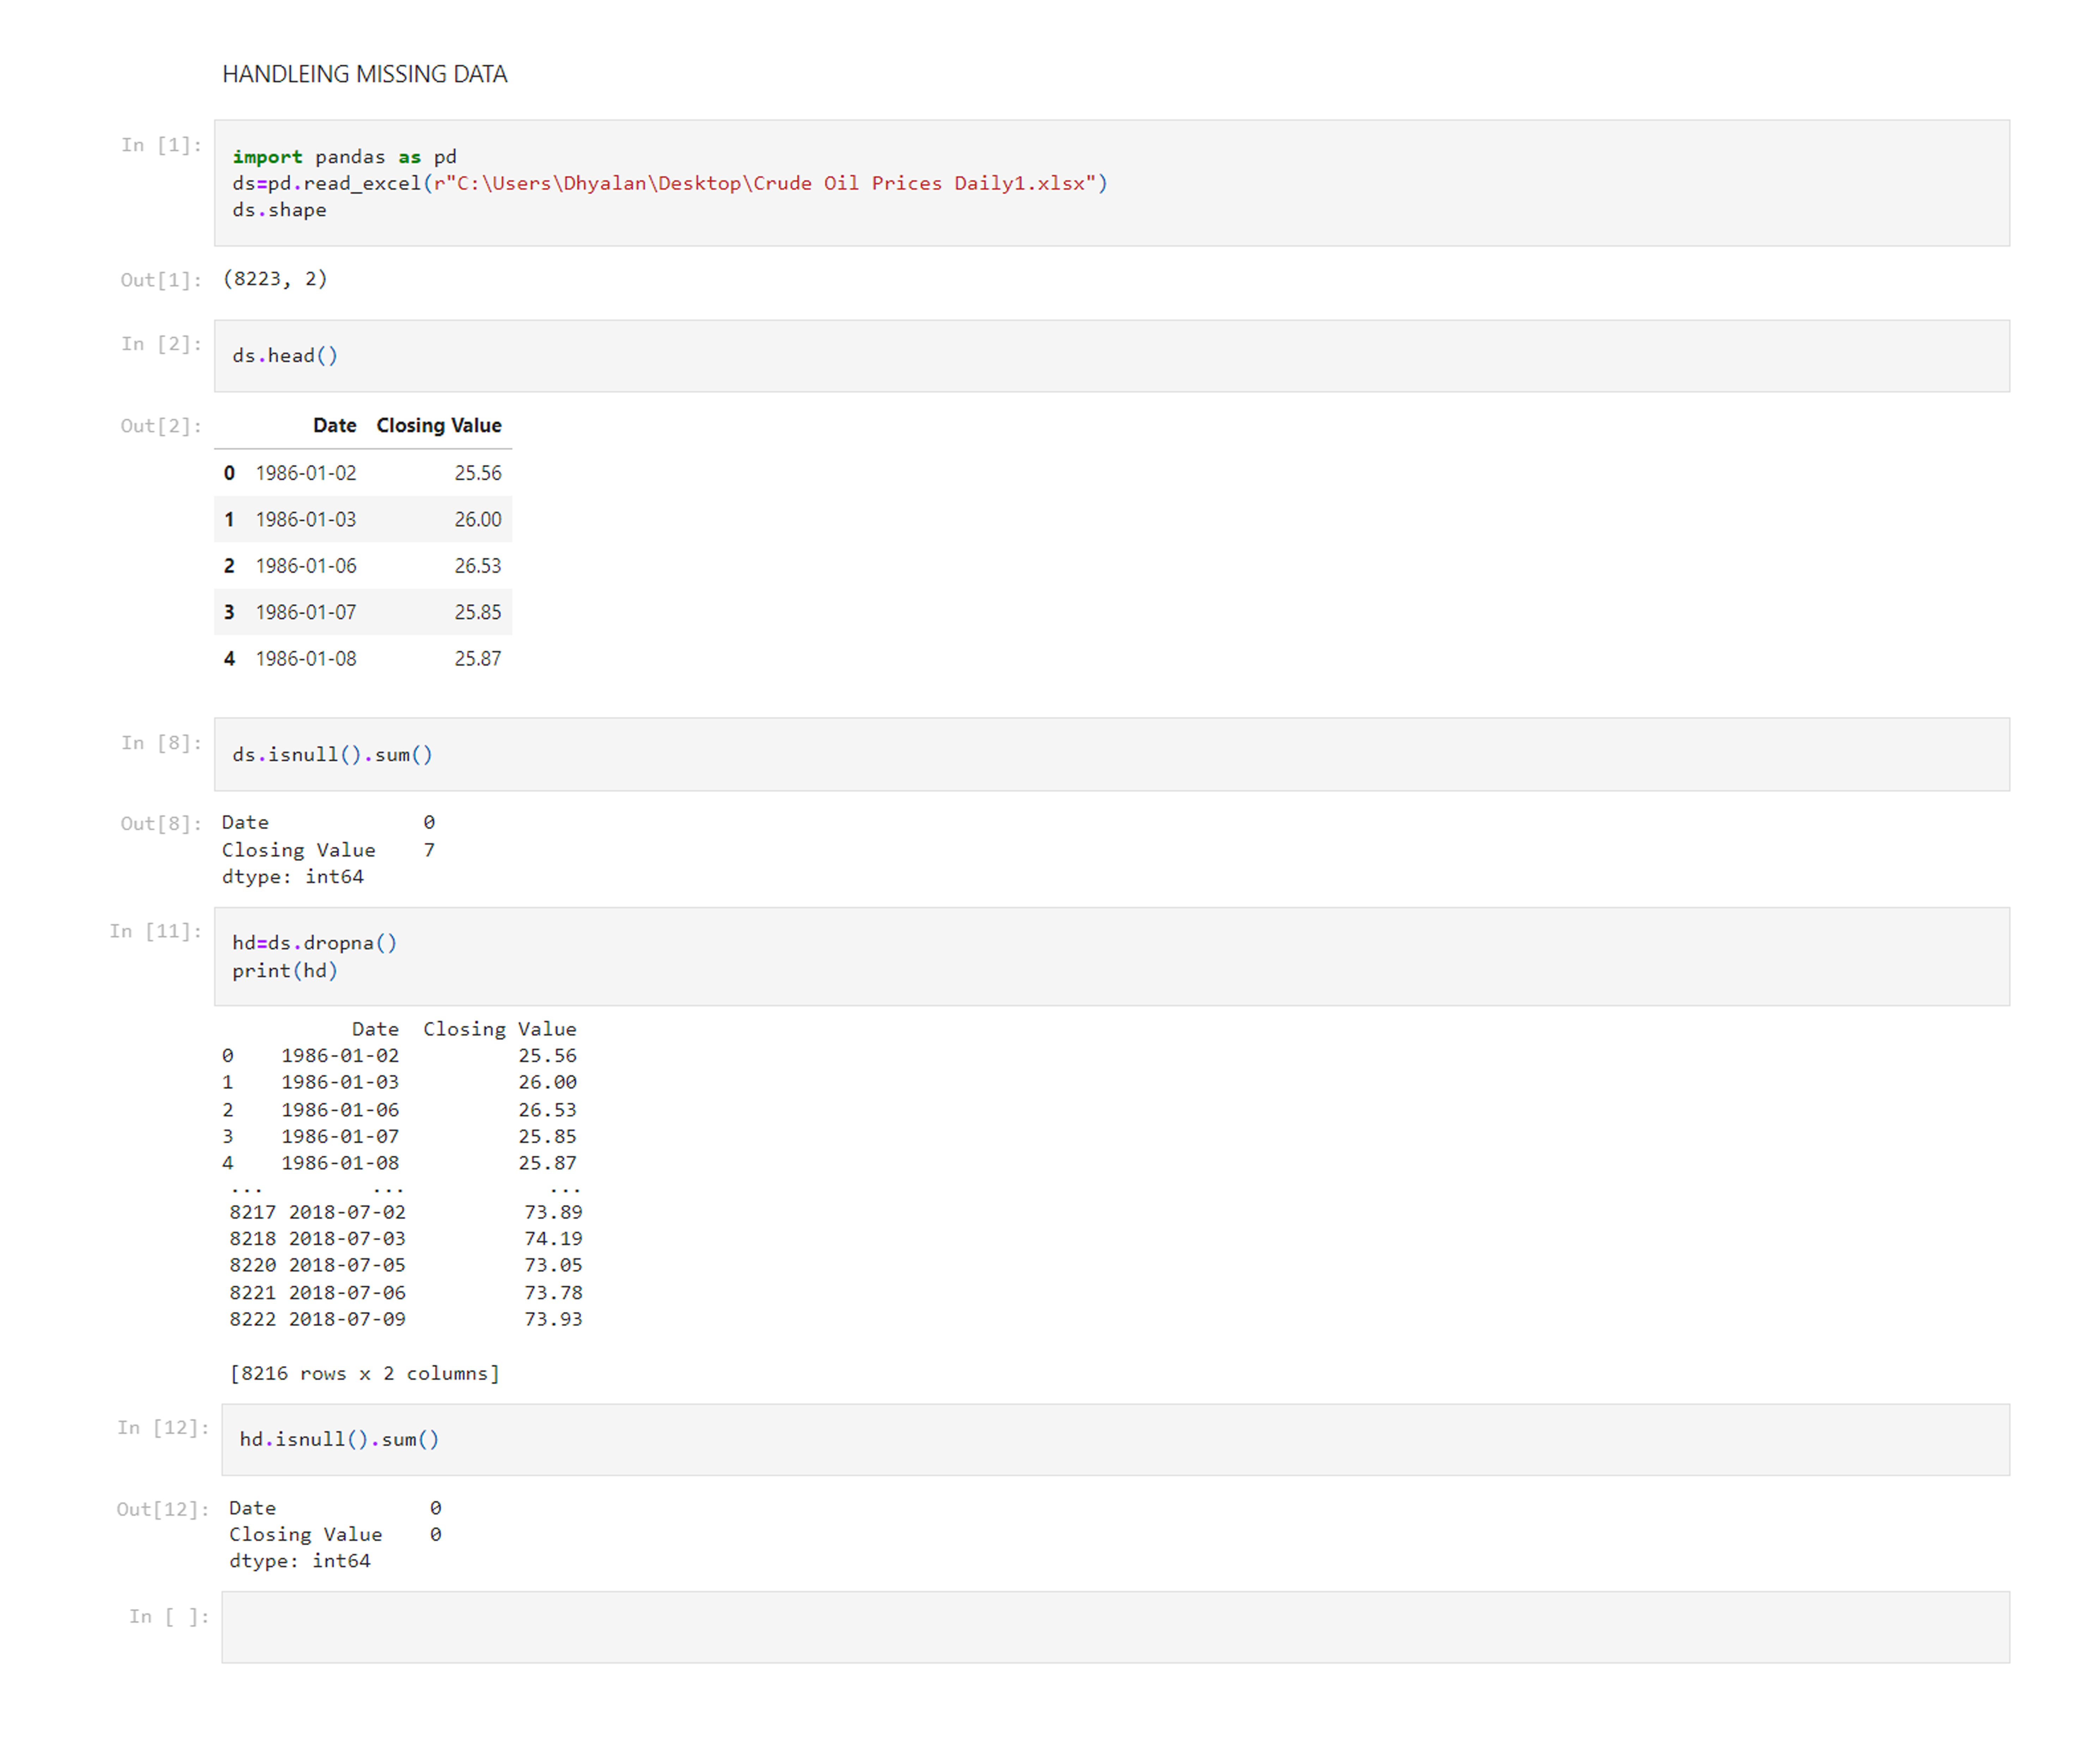 HANDLEING MISSING DATA
In [1]:
import pandas as pd
ds=pd.read_excel(r"C:\Users\Dhyalan\Desktop\Crude Oil Prices Daily1.xlsx")
ds.shape
Out[1]: (8223, 2)
In [2]:
ds.head()
Out[2]: Date Closing Value
0 1986-01-02 25.56
1 1986-01-03 26.00
2 1986-01-06 26.53
3 1986-01-07 25.85
4 1986-01-08 25.87
In [8]:
ds.isnull().sum()
Out[8]: Date 0
Closing Value 7
dtype: int64
In [11]:
hd=ds.dropna()
print(hd)
Date Closing Value
0 1986-01-02 25.56
1 1986-01-03 26.00
2 1986-01-06 26.53
3 1986-01-07 25.85
4 1986-01-08 25.87
... ... ...
8217 2018-07-02 73.89
8218 2018-07-03 74.19
8220 2018-07-05 73.05
8221 2018-07-06 73.78
8222 2018-07-09 73.93
[8216 rows x 2 columns]
In [12]:
hd.isnull().sum()
Out[12]: Date 0
Closing Value 0
dtype: int64
In [ ]: